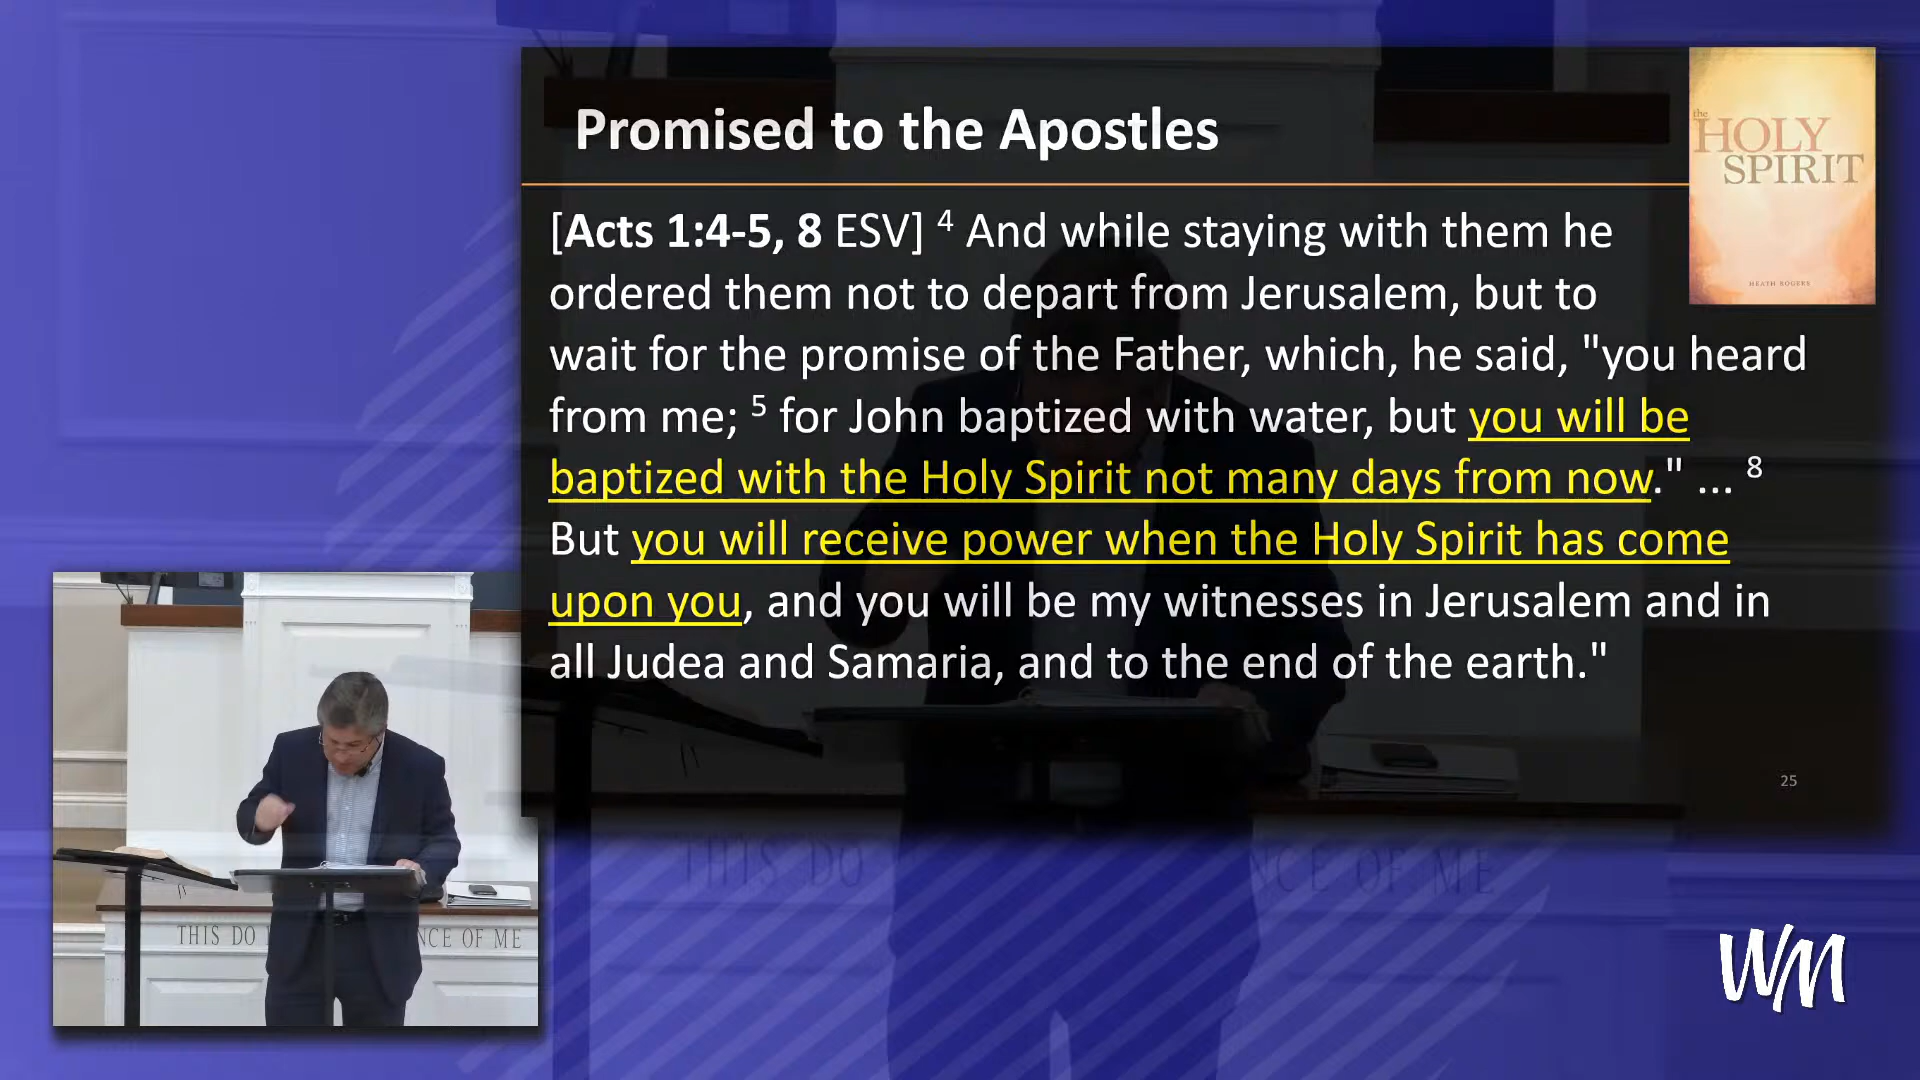 Promised to the Apostles
the
HOLY
SPIRIT
HEATH ROGERS
[Acts 1:4-5, 8 ESV] 4 And while staying with them he
ordered them not to depart from Jerusalem, but to
wait for the promise of the Father, which, he said, "you heard
from me; 5 for John baptized with water, but you will be
baptized with the Holy Spirit not many days from now." ... 8
But you will receive power when the Holy Spirit has come
upon you, and you will be my witnesses in Jerusalem and in
all Judea and Samaria, and to the end of the earth."
25
THIS DO NCE OF ME
THIS DO NCE OF ME
WM